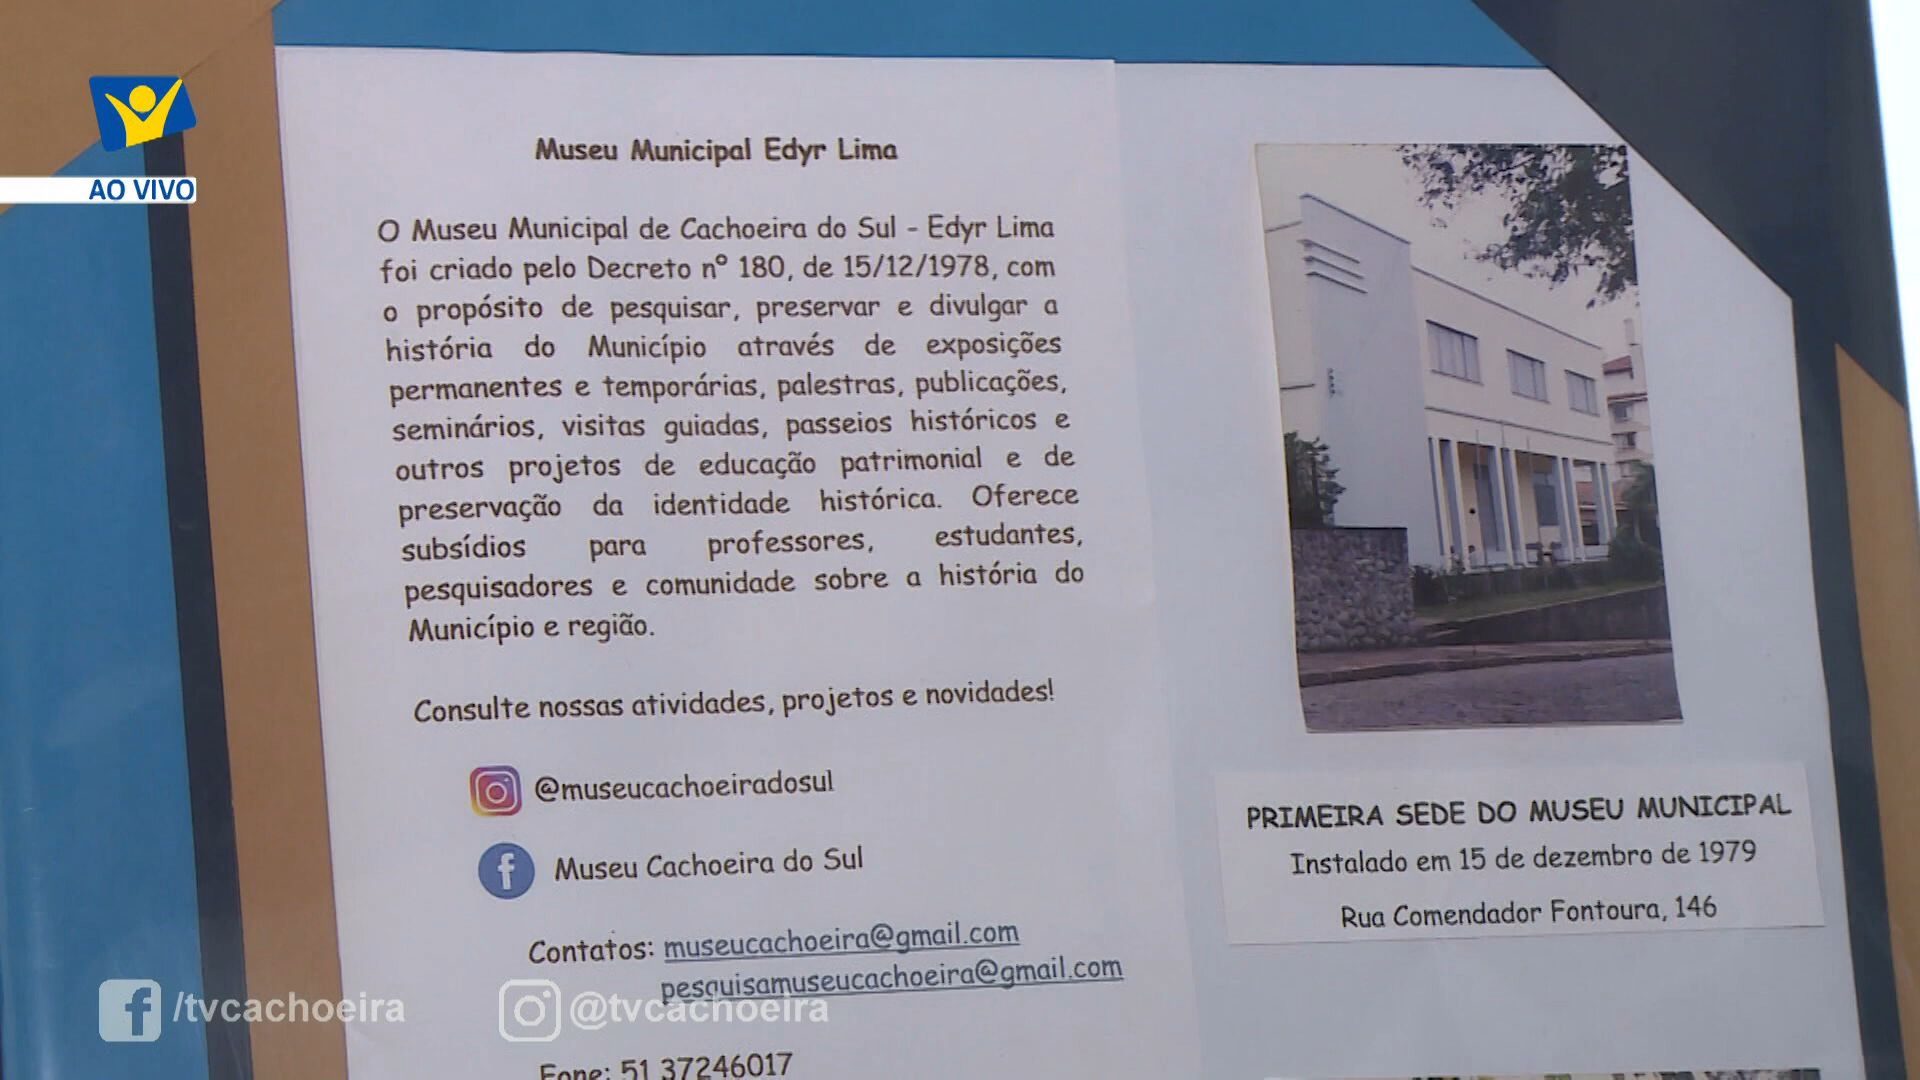 AO VIVO
Museu Municipal Edyr Lima
O Museu Municipal de Cachoeira do Sul - Edyr Lima
foi criado pelo Decreto nº 180, de 15/12/1978, com
o propósito de pesquisar, preservar e divulgar a
história do Município através de exposições
permanentes e temporárias, palestras, publicações,
seminários, visitas guiadas, passeios históricos e
outros projetos de educação patrimonial e de
preservação da identidade histórica. Oferece
subsídios para professores, estudantes,
pesquisadores e comunidade sobre a história do
Município e região.
Consulte nossas atividades, projetos e novidades!
@museucachoeiradosul
Museu Cachoeira do Sul
Contatos: museucachoeira@gmail.com
pesquisamuseucachoeira@gmail.com
Fone: 51 37246017
PRIMEIRA SEDE DO MUSEU MUNICIPAL
Instalado em 15 de dezembro de 1979
Rua Comendador Fontoura, 146
/tvcachoeira
@tvcachoeira